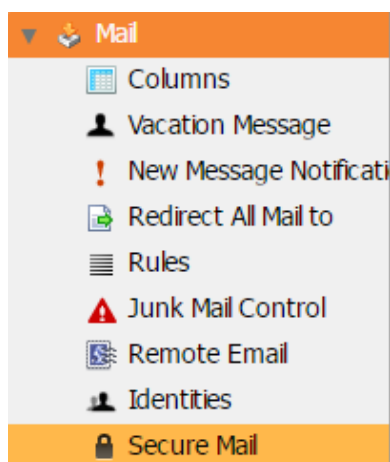 Mail
Columns
Vacation Message
New Message Notificati
Redirect All Mail to
Rules
Junk Mail Control
Remote Email
Identities
Secure Mail